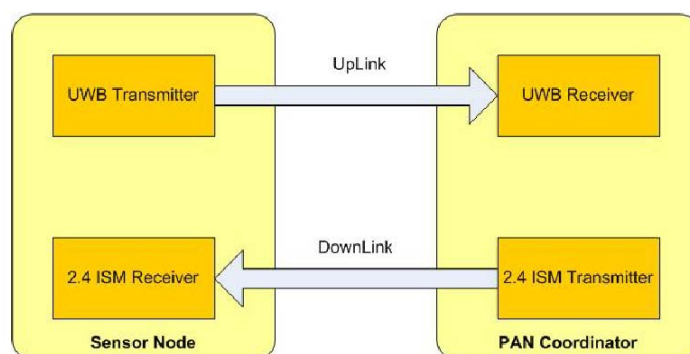 UpLink
UWB Transmitter
UWB Receiver
DownLink
2.4 ISM Receiver
2.4 ISM Transmitter
Sensor Node
PAN Coordinator